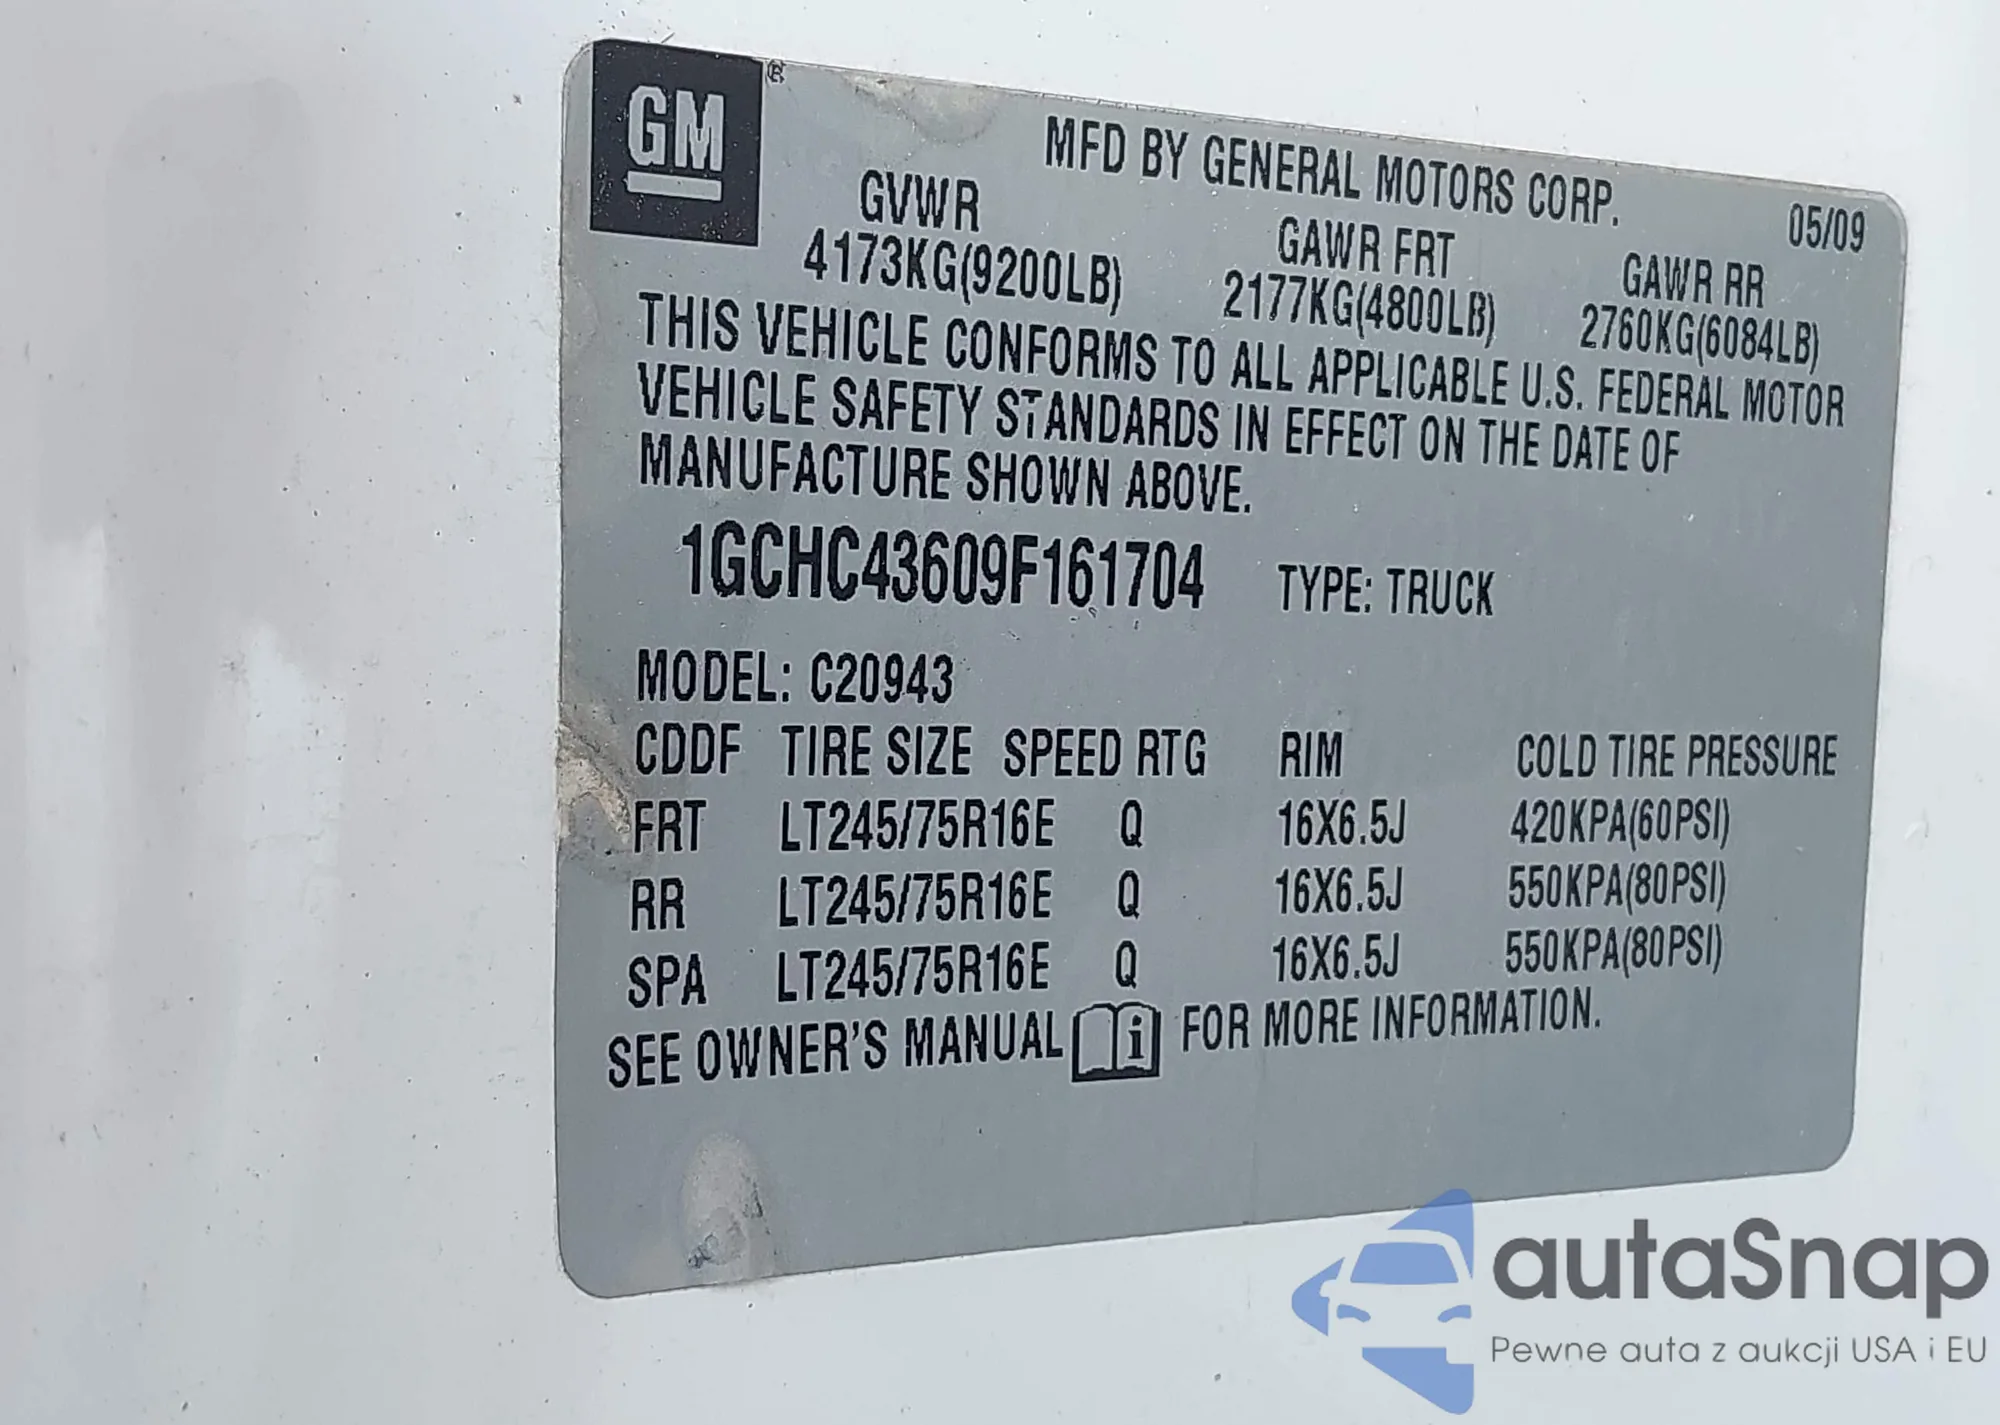 GM ®
MFD BY GENERAL MOTORS CORP.
05/09
GVWR GAWR FRT GAWR RR
4173KG(9200LB) 2177KG(4800LB) 2760KG(6084LB)
THIS VEHICLE CONFORMS TO ALL APPLICABLE U.S. FEDERAL MOTOR
VEHICLE SAFETY STANDARDS IN EFFECT ON THE DATE OF
MANUFACTURE SHOWN ABOVE.
1GCHC43609F161704 TYPE: TRUCK
MODEL: C20943
CDDF TIRE SIZE SPEED RTG RIM COLD TIRE PRESSURE
FRT LT245/75R16E Q 16X6.5J 420KPA(60PSI)
RR LT245/75R16E Q 16X6.5J 550KPA(80PSI)
SPA LT245/75R16E Q 16X6.5J 550KPA(80PSI)
SEE OWNER'S MANUAL i FOR MORE INFORMATION.
autaSnap
Pewne auta z aukcji USA i EU